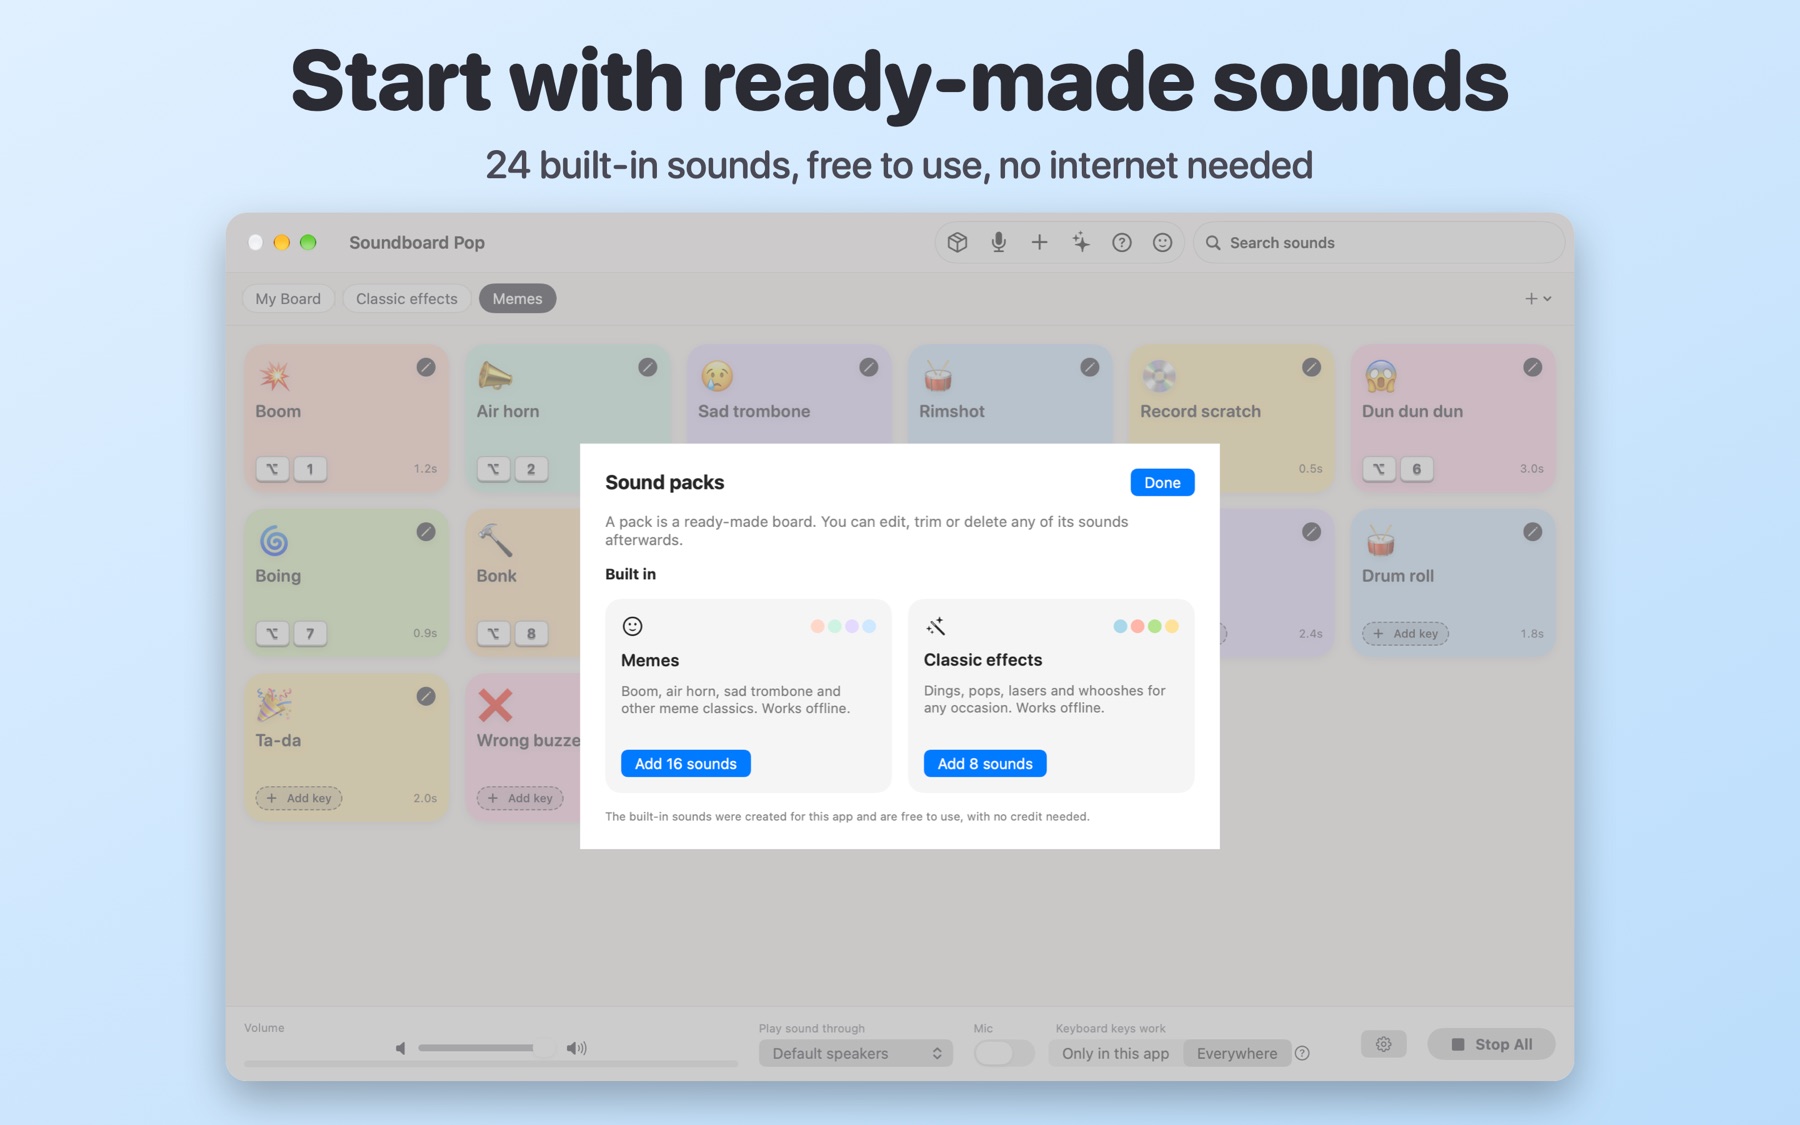 Start with ready-made sounds
24 built-in sounds, free to use, no internet needed
Soundboard Pop
Search sounds
My Board
Classic effects
Memes
Boom
Air horn
Sad trombone
Rimshot
Record scratch
Dun dun dun
⌥ 1
1.2s
⌥ 2
0.5s
⌥ 6
3.0s
Sound packs
Done
A pack is a ready-made board. You can edit, trim or delete any of its sounds
afterwards.
Built in
Boing
Bonk
Drum roll
⌥ 7
0.9s
⌥ 8
2.4s
+ Add key
1.8s
Memes
Boom, air horn, sad trombone and
other meme classics. Works offline.
Add 16 sounds
Classic effects
Dings, pops, lasers and whooshes for
any occasion. Works offline.
Add 8 sounds
The built-in sounds were created for this app and are free to use, with no credit needed.
Ta-da
Wrong buzze
+ Add key
2.0s
+ Add key
Volume
Play sound through
Default speakers
Mic
Keyboard keys work
Only in this app
Everywhere
?
Stop All